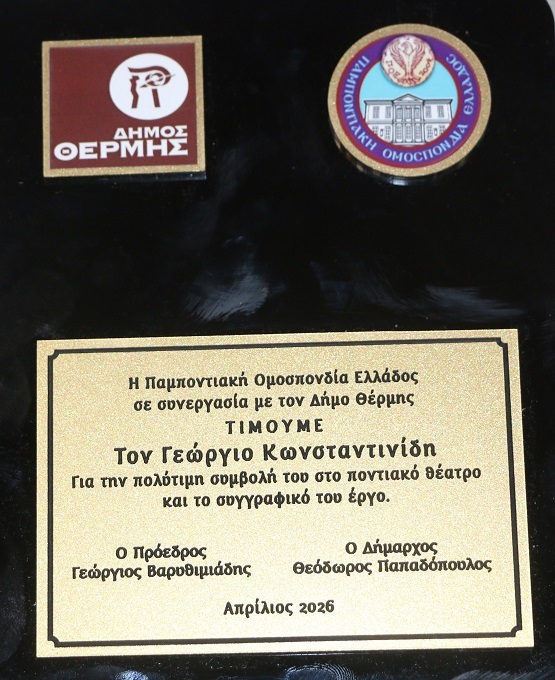 ΔΗΜΟΣ
ΘΕΡΜΗΣ
ΠΑΜΠΟΝΤΙΑΚΗ ΟΜΟΣΠΟΝΔΙΑ ΕΛΛΑΔΟΣ
Η Παμποντιακή Ομοσπονδία Ελλάδος
σε συνεργασία με τον Δήμο Θέρμης
ΤΙΜΟΥΜΕ
Τον Γεώργιο Κωνσταντινίδη
Για την πολύτιμη συμβολή του στο ποντιακό θέατρο
και το συγγραφικό του έργο.
Ο Πρόεδρος
Γεώργιος Βαρυθιμιάδης
Ο Δήμαρχος
Θεόδωρος Παπαδόπουλος
Απρίλιος 2026